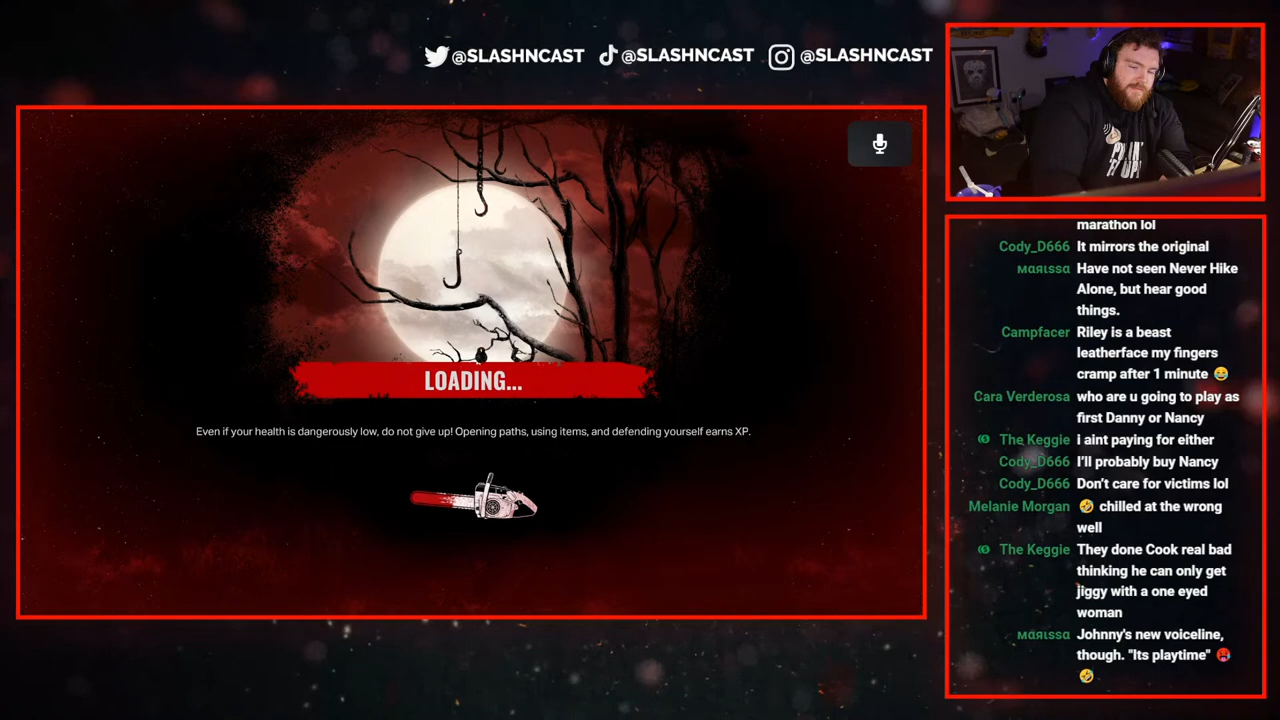 @SLASHNCAST @SLASHNCAST @SLASHNCAST
LOADING...
Even if your health is dangerously low, do not give up! Opening paths, using items, and defending yourself earns XP.
marathon lol
Cody_D666 It mirrors the original
мαяιѕѕα Have not seen Never Hike
Alone, but hear good
things.
Campfacer Riley is a beast
leatherface my fingers
cramp after 1 minute 😂
Cara Verderosa who are u going to play as
first Danny or Nancy
The Keggie i aint paying for either
Cody_D666 I'll probably buy Nancy
Cody_D666 Don't care for victims lol
Melanie Morgan 🤣 chilled at the wrong
well
The Keggie They done Cook real bad
thinking he can only get
jiggy with a one eyed
woman
мαяιѕѕα Johnny's new voiceline,
though. "Its playtime" 🥵
🤣